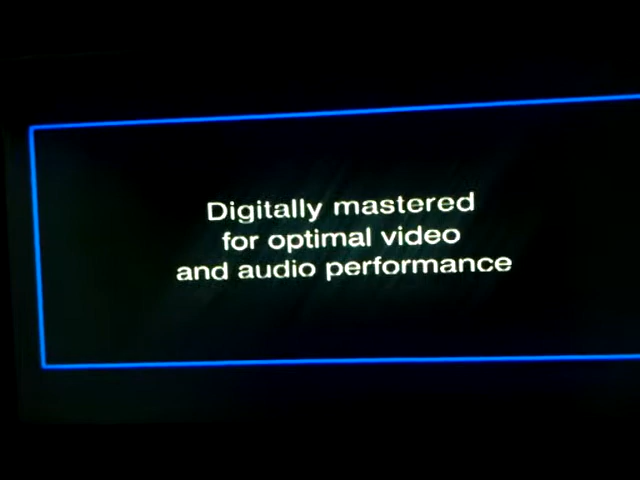 Digitally mastered
for optimal video
and audio performance